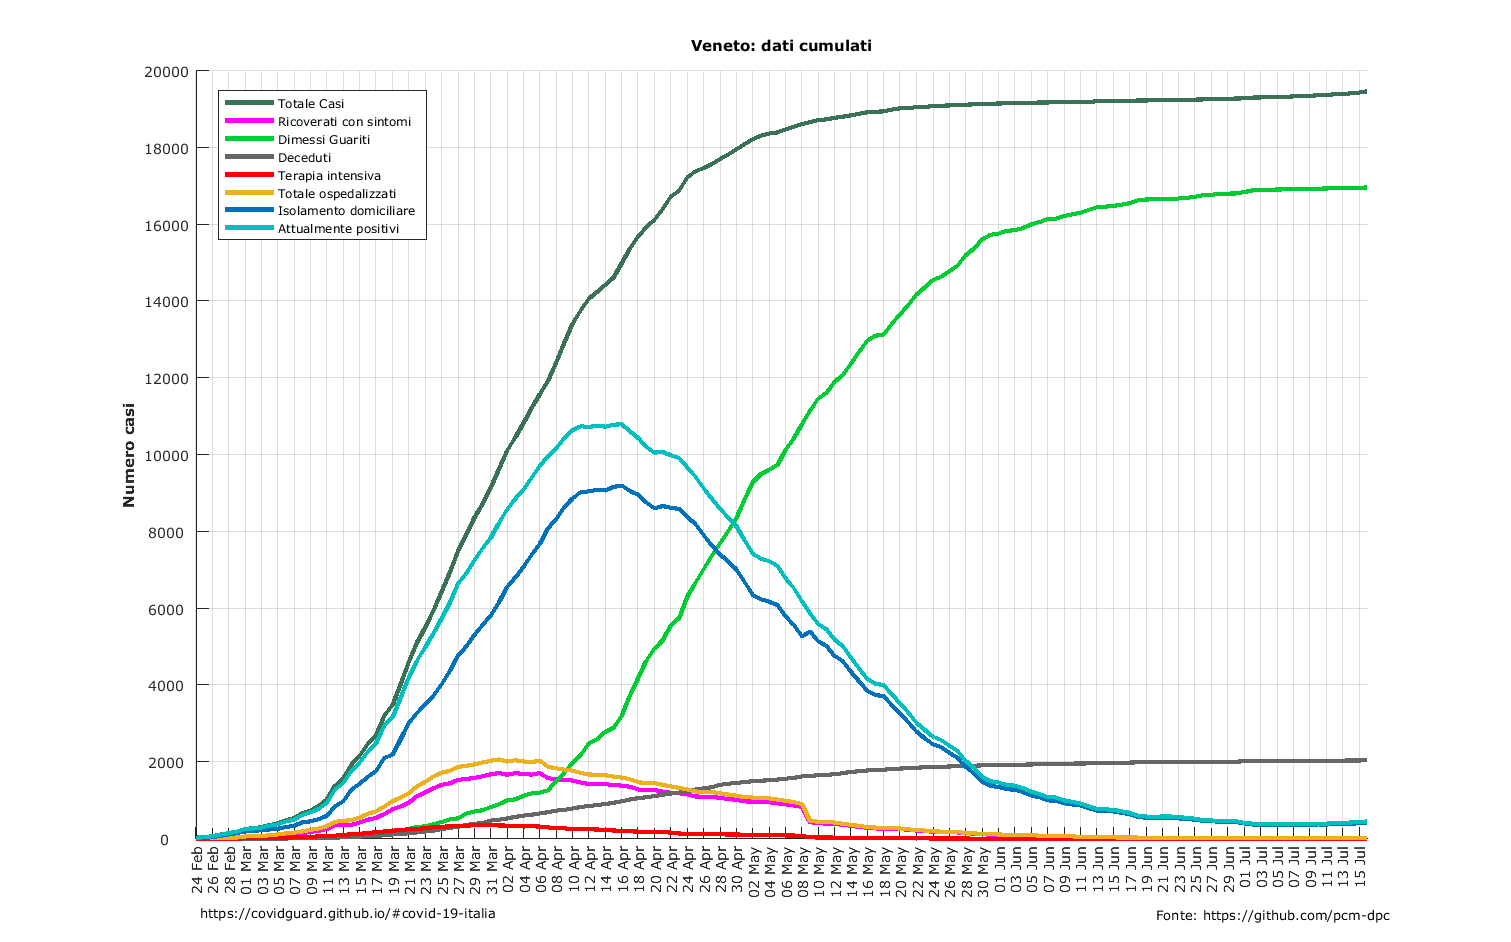 Veneto: dati cumulati
20000
18000
16000
14000
12000
10000
8000
6000
4000
2000
0
Numero casi
Totale Casi
Ricoverati con sintomi
Dimessi Guariti
Deceduti
Terapia intensiva
Totale ospedalizzati
Isolamento domiciliare
Attualmente positivi
24 Feb
26 Feb
28 Feb
01 Mar
03 Mar
05 Mar
07 Mar
09 Mar
11 Mar
13 Mar
15 Mar
17 Mar
19 Mar
21 Mar
23 Mar
25 Mar
27 Mar
29 Mar
31 Mar
02 Apr
04 Apr
06 Apr
08 Apr
10 Apr
12 Apr
14 Apr
16 Apr
18 Apr
20 Apr
22 Apr
24 Apr
26 Apr
28 Apr
30 Apr
02 May
04 May
06 May
08 May
10 May
12 May
14 May
16 May
18 May
20 May
22 May
24 May
26 May
28 May
30 May
01 Jun
03 Jun
05 Jun
07 Jun
09 Jun
11 Jun
13 Jun
15 Jun
17 Jun
19 Jun
21 Jun
23 Jun
25 Jun
27 Jun
29 Jun
01 Jul
03 Jul
05 Jul
07 Jul
09 Jul
11 Jul
13 Jul
15 Jul
https://covidguard.github.io/#covid-19-italia
Fonte: https://github.com/pcm-dpc